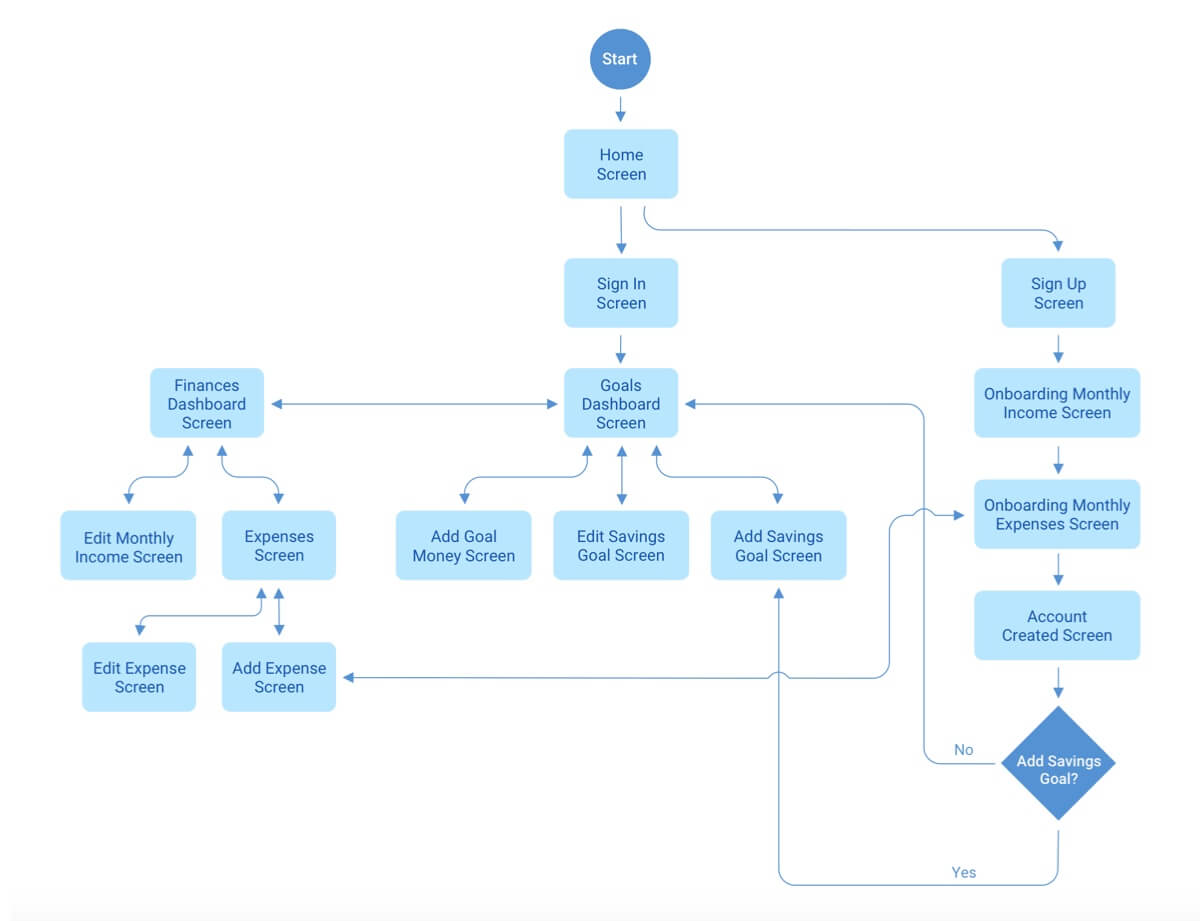 Start
Home
Screen
Sign In
Screen
Sign Up
Screen
Finances
Dashboard
Screen
Goals
Dashboard
Screen
Onboarding Monthly
Income Screen
Edit Monthly
Income Screen
Expenses
Screen
Add Goal
Money Screen
Edit Savings
Goal Screen
Add Savings
Goal Screen
Onboarding Monthly
Expenses Screen
Account
Created Screen
Edit Expense
Screen
Add Expense
Screen
No
Add Savings
Goal?
Yes